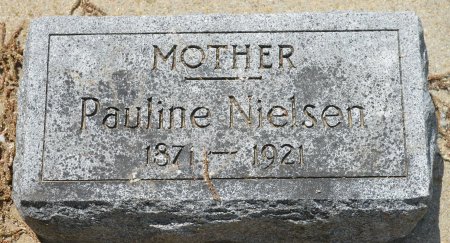 MOTHER
Pauline Nielsen
1871 — 1921